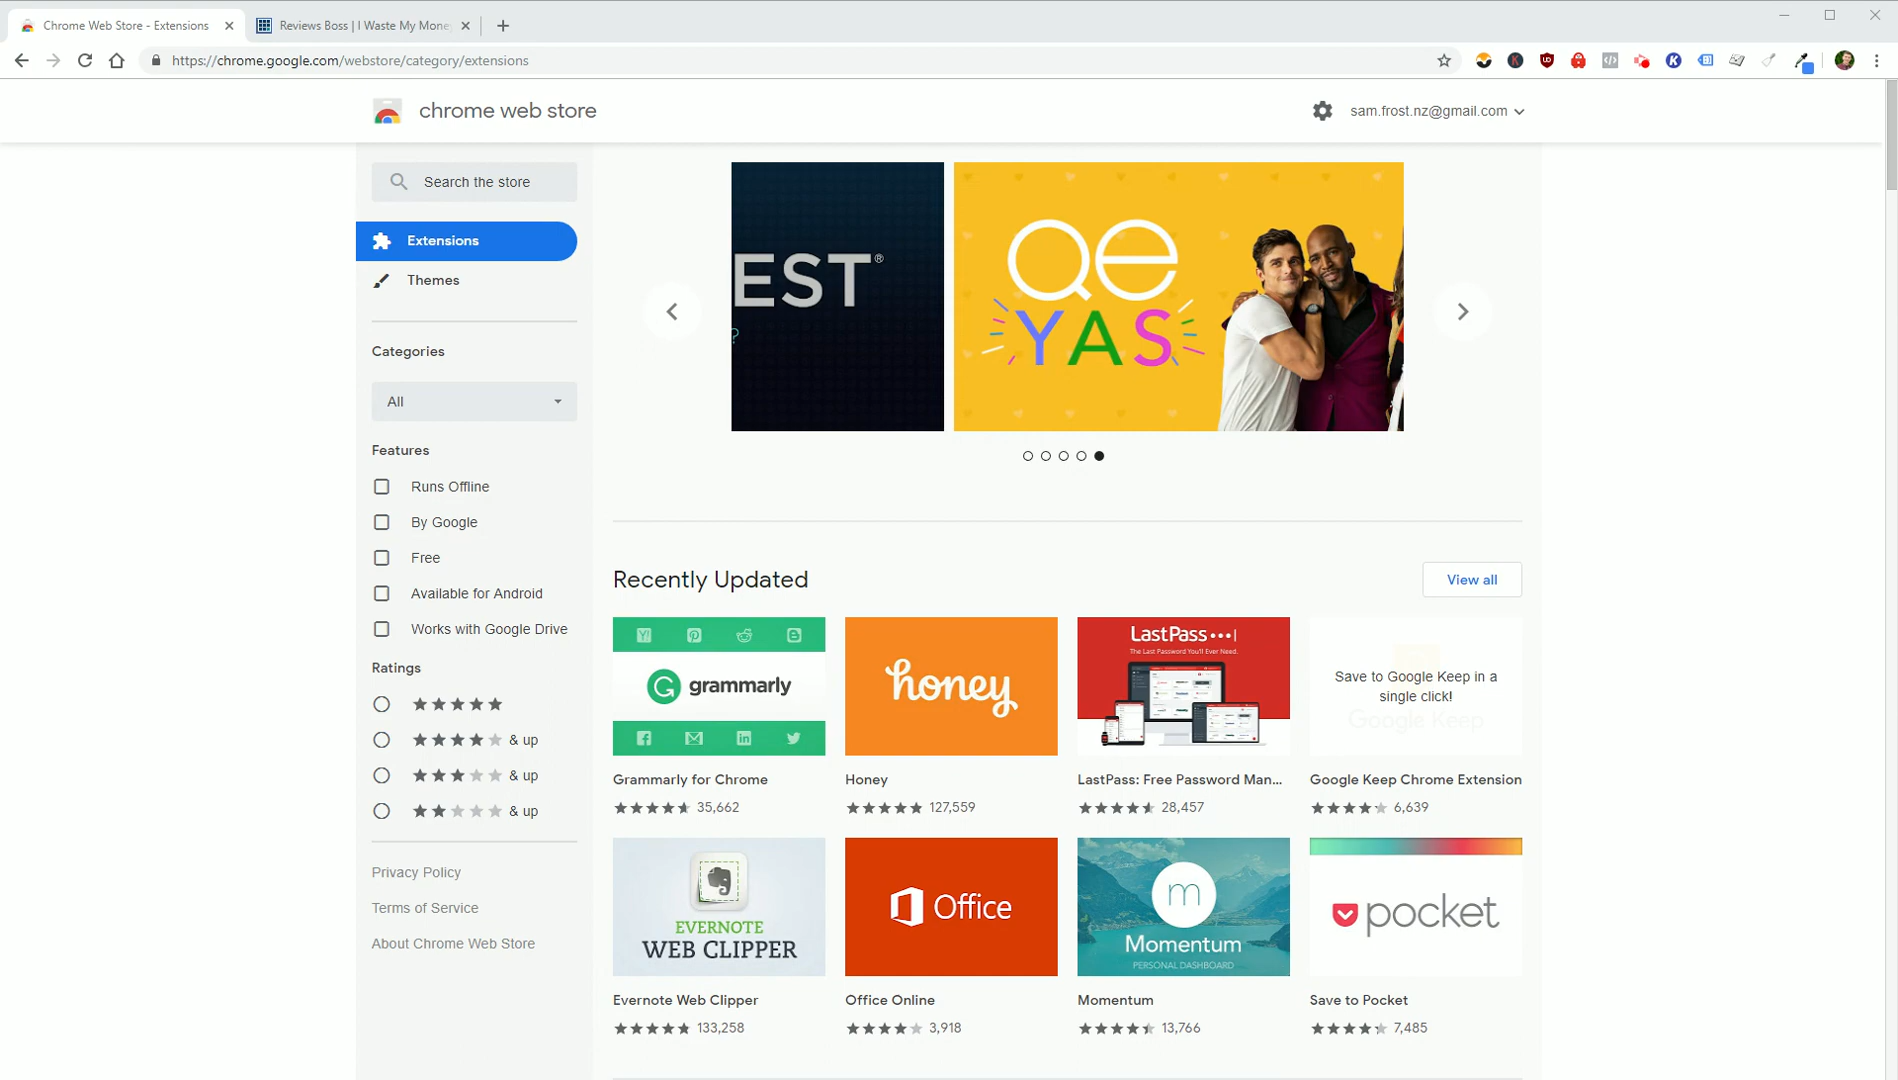 Chrome Web Store - Extensions
Reviews Boss | I Waste My Mone
https://chrome.google.com/webstore/category/extensions
chrome web store
sam.frost.nz@gmail.com
Search the store
Extensions
Themes
Categories
All
Features
Runs Offline
By Google
Free
Available for Android
Works with Google Drive
Ratings
& up
& up
& up
Privacy Policy
Terms of Service
About Chrome Web Store
EST®
?
QE
YAS
Recently Updated
View all
grammarly
honey
LastPass•••|
The Last Password You'll Ever Need.
Save to Google Keep in a
single click!
Google Keep
Grammarly for Chrome
35,662
Honey
127,559
LastPass: Free Password Man...
28,457
Google Keep Chrome Extension
6,639
EVERNOTE
WEB CLIPPER
Office
m
Momentum
PERSONAL DASHBOARD
pocket
Evernote Web Clipper
133,258
Office Online
3,918
Momentum
13,766
Save to Pocket
7,485